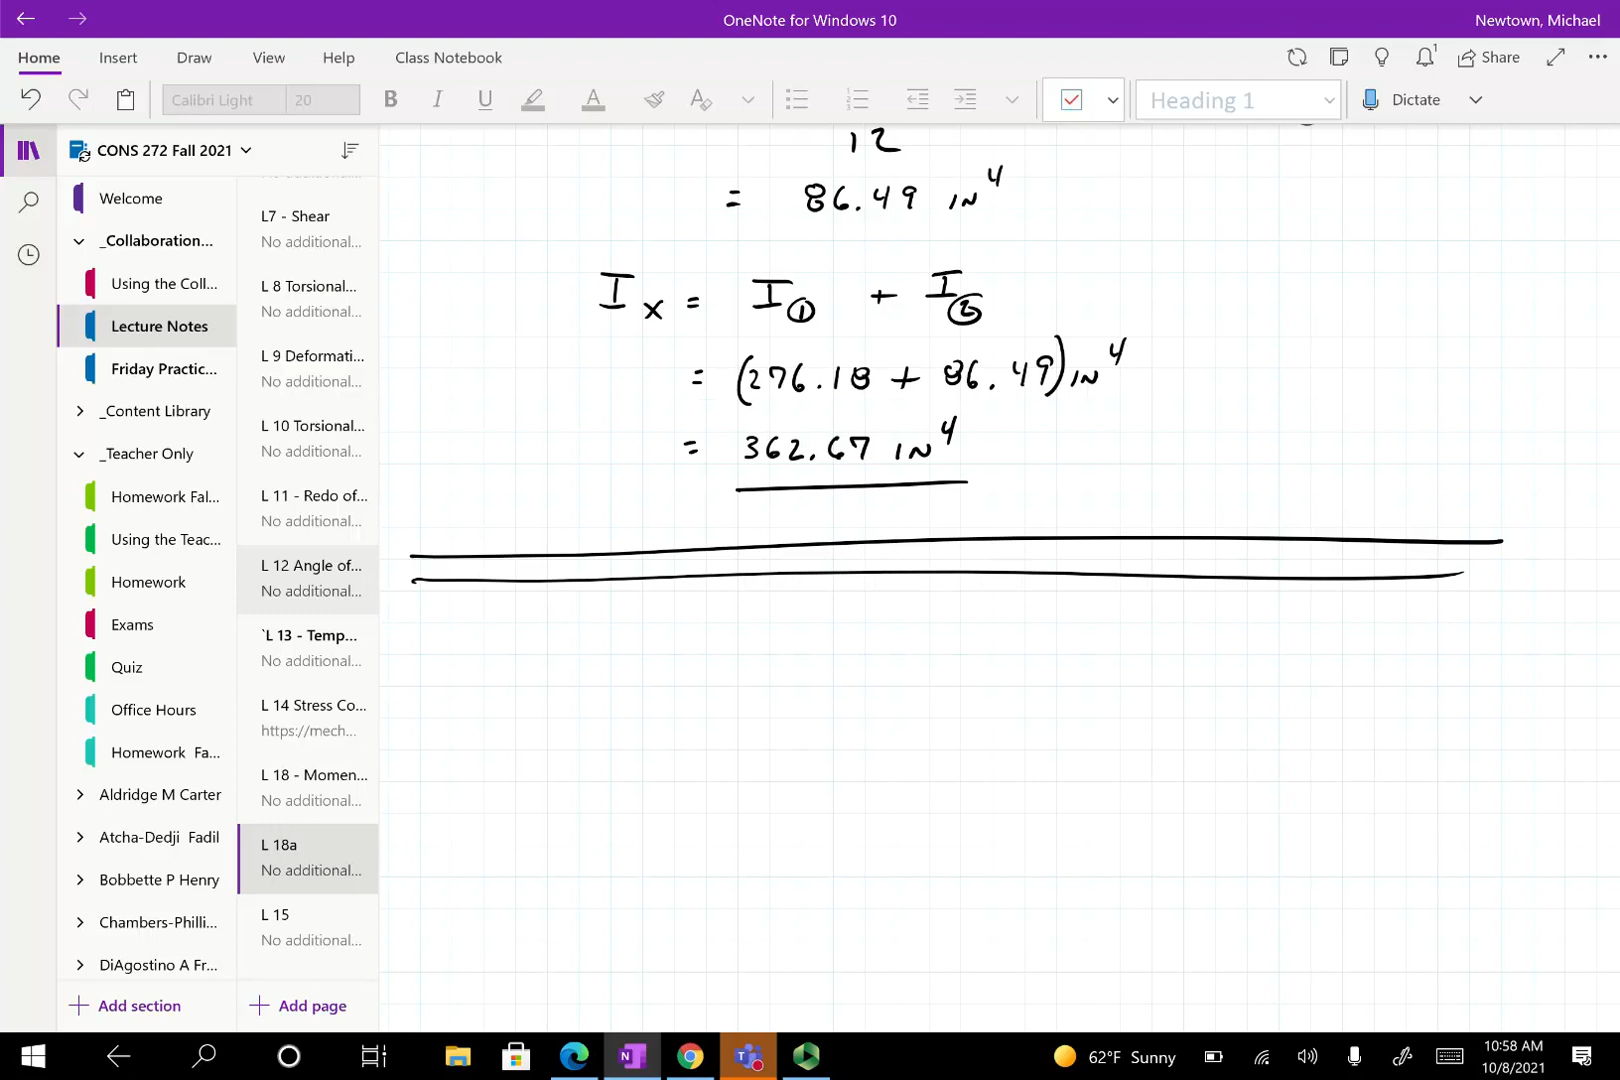 OneNote for Windows 10
Newtown, Michael
Home Insert Draw View Help Class Notebook
1 Share
Calibri Light 20 B I U A Heading 1 Dictate
CONS 272 Fall 2021
Welcome
_Collaboration...
Using the Coll...
Lecture Notes
Friday Practic...
_Content Library
_Teacher Only
Homework Fal...
Using the Teac...
Homework
Exams
Quiz
Office Hours
Homework Fa...
Aldridge M Carter
Atcha-Dedji Fadil
Bobbette P Henry
Chambers-Philli...
DiAgostino A Fr...
Add section
No additional...
L7 - Shear
No additional...
L 8 Torsional...
No additional...
L 9 Deformati...
No additional...
L 10 Torsional...
No additional...
L 11 - Redo of...
No additional...
L 12 Angle of...
No additional...
`L 13 - Temp...
No additional...
L 14 Stress Co...
https://mech...
L 18 - Momen...
No additional...
L 18a
No additional...
L 15
No additional...
Add page
12
= 86.49 IN⁴
I x = I ① + I ②
= (276.18 + 86.49) IN⁴
= 362.67 IN⁴
62°F Sunny
10:58 AM
10/8/2021